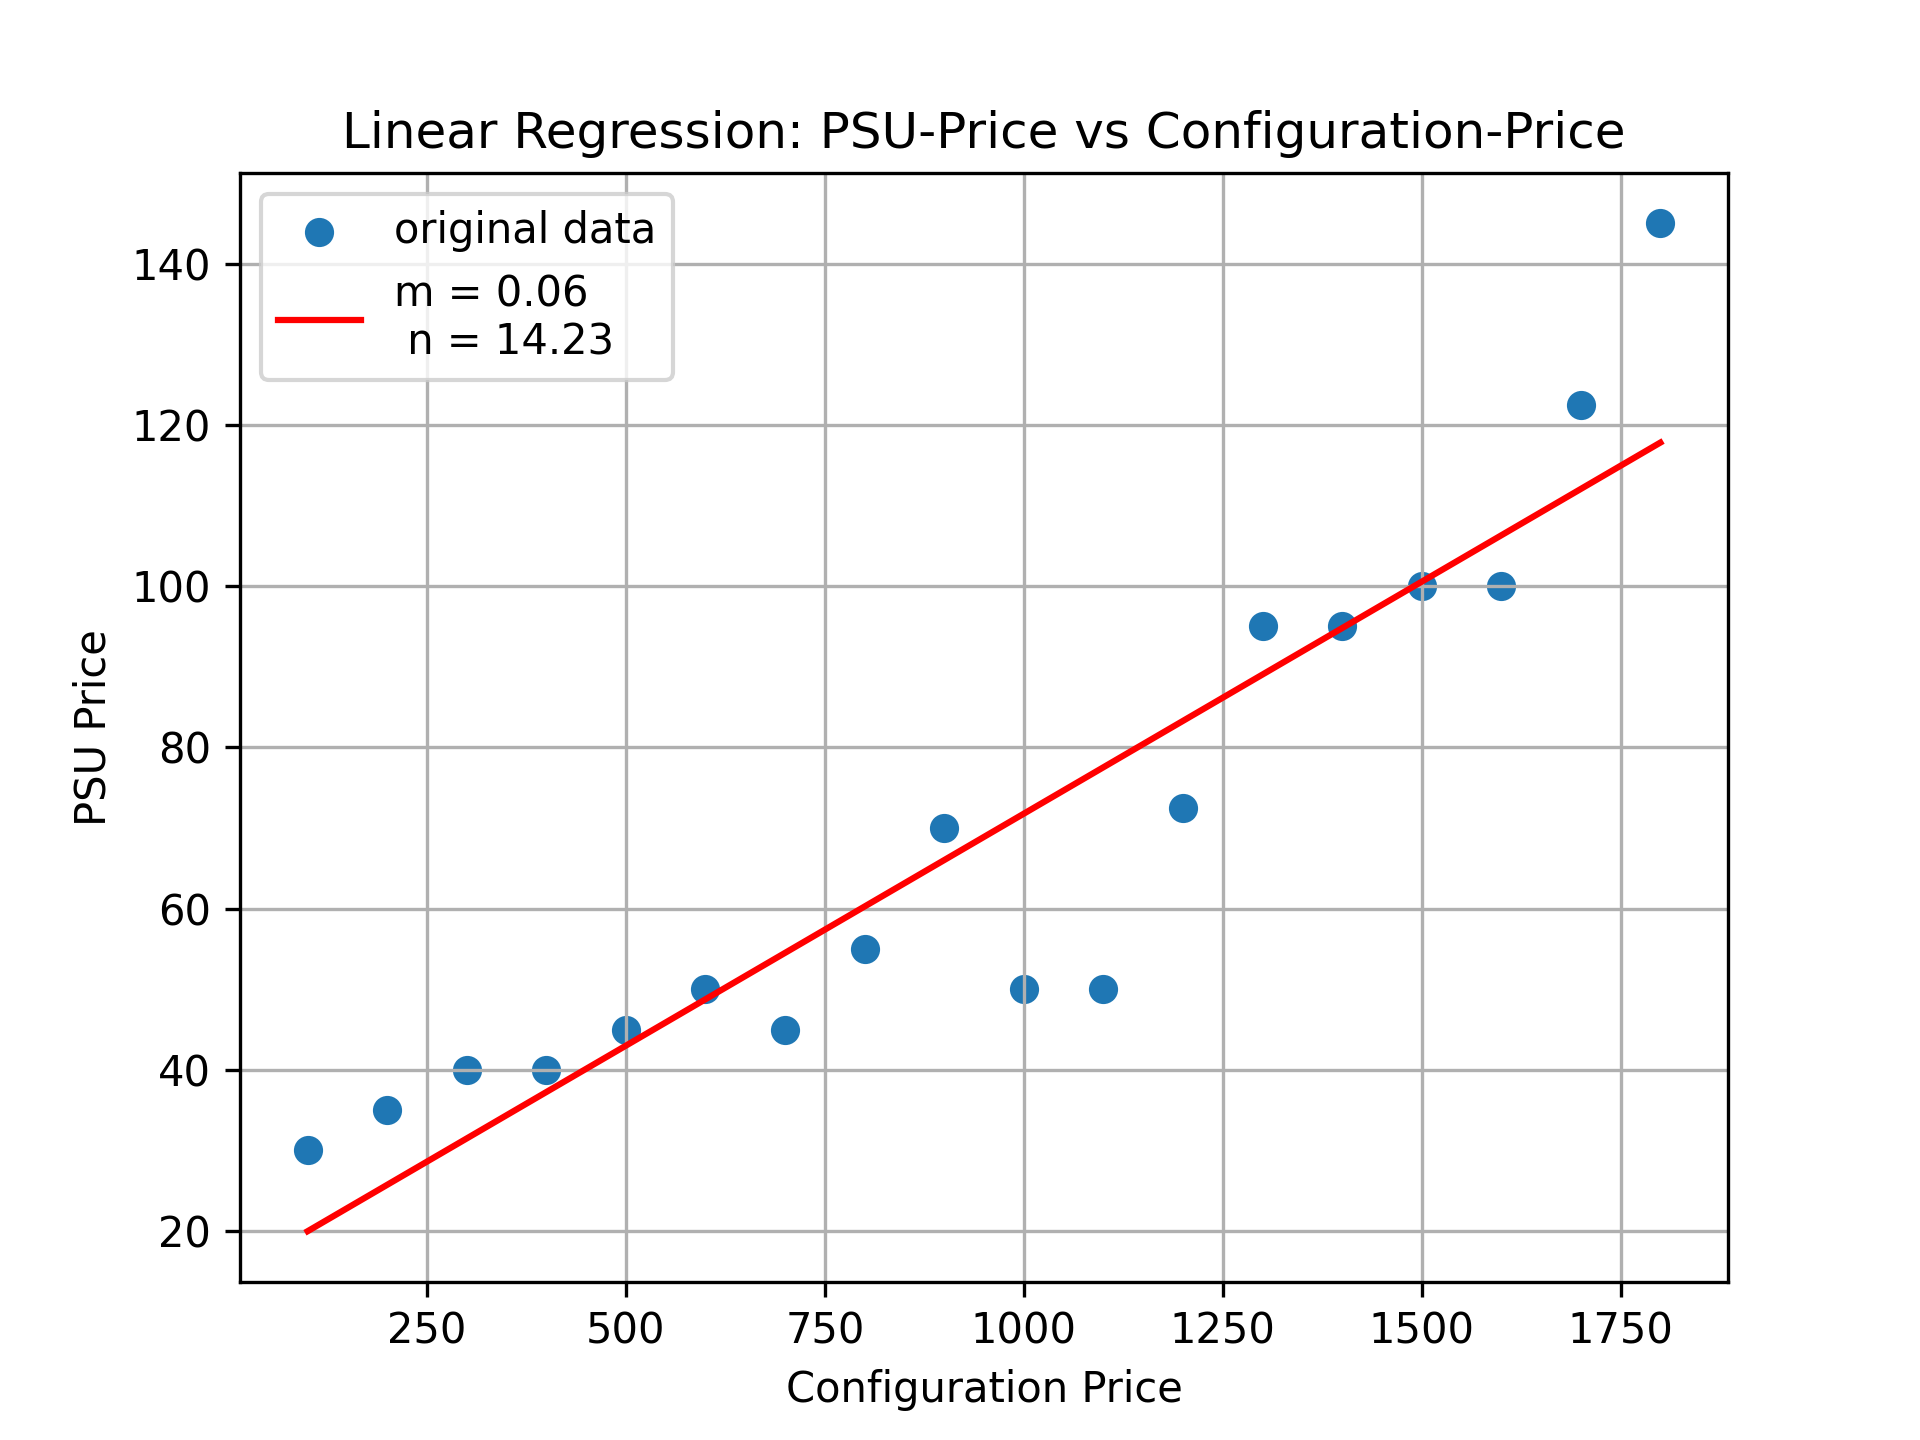 Linear Regression: PSU-Price vs Configuration-Price
original data
m = 0.06
n = 14.23
140
120
100
80
60
40
20
PSU Price
250 500 750 1000 1250 1500 1750
Configuration Price